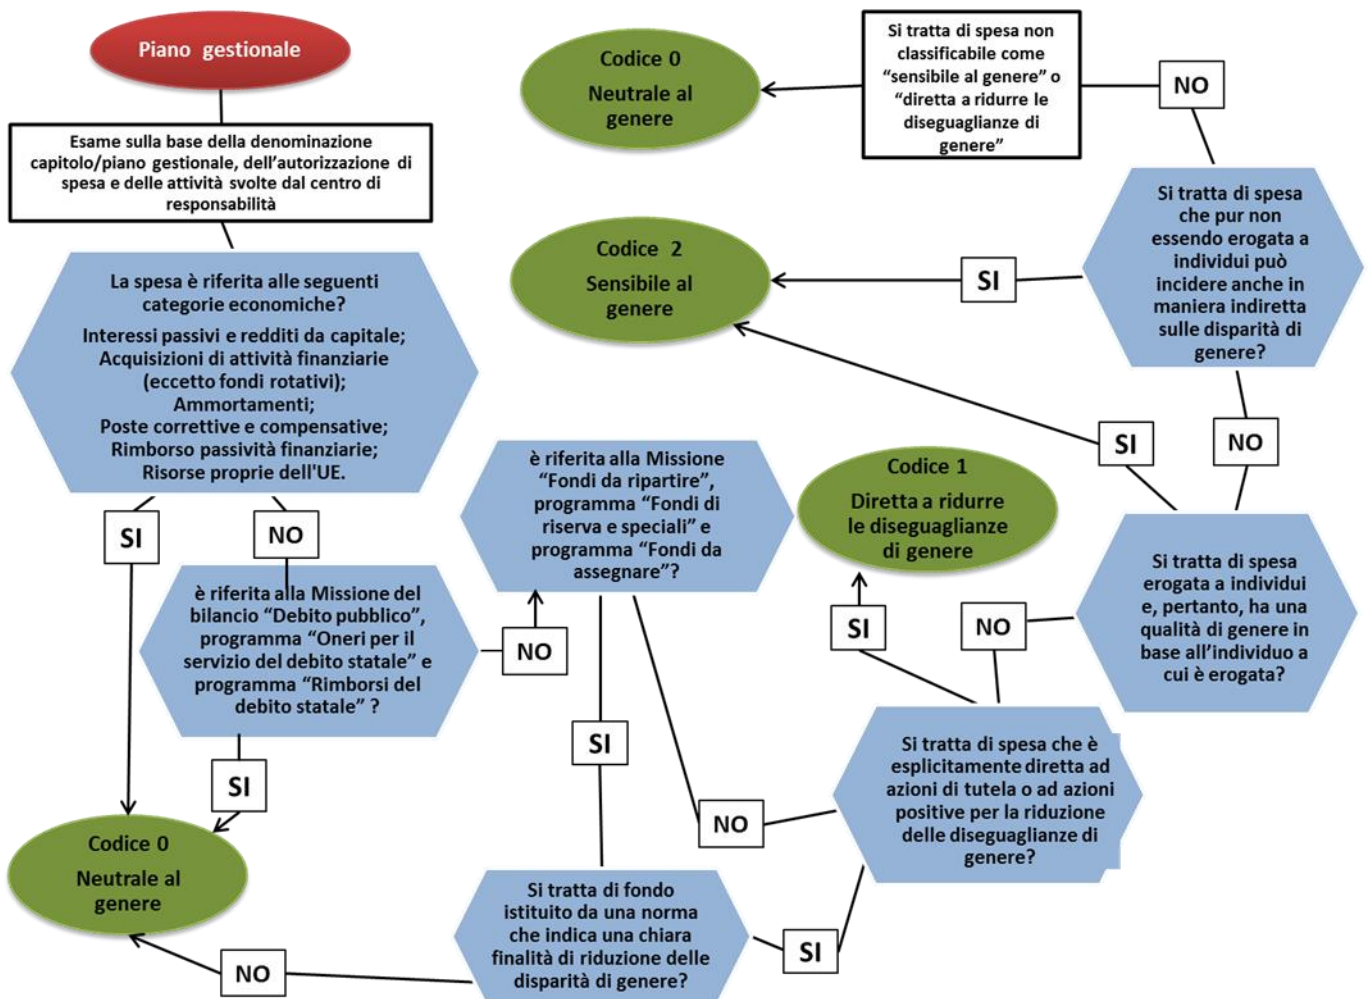 Piano gestionale
Esame sulla base della denominazione
capitolo/piano gestionale, dell'autorizzazione di
spesa e delle attività svolte dal centro di
responsabilità
La spesa è riferita alle seguenti
categorie economiche?
Interessi passivi e redditi da capitale;
Acquisizioni di attività finanziarie
(eccetto fondi rotativi);
Ammortamenti;
Poste correttive e compensative;
Rimborso passività finanziarie;
Risorse proprie dell'UE.
SI
NO
è riferita alla Missione del
bilancio "Debito pubblico",
programma "Oneri per il
servizio del debito statale" e
programma "Rimborsi del
debito statale" ?
SI
NO
Codice 0
Neutrale al
genere
è riferita alla Missione
"Fondi da ripartire",
programma "Fondi di
riserva e speciali" e
programma "Fondi da
assegnare"?
SI
NO
Si tratta di fondo
istituito da una norma
che indica una chiara
finalità di riduzione delle
disparità di genere?
NO
SI
Si tratta di spesa che è
esplicitamente diretta ad
azioni di tutela o ad azioni
positive per la riduzione
delle diseguaglianze di
genere?
SI
NO
Codice 1
Diretta a ridurre
le diseguaglianze
di genere
Si tratta di spesa
erogata a individui
e, pertanto, ha una
qualità di genere in
base all'individuo a
cui è erogata?
SI
NO
Si tratta di spesa
che pur non
essendo erogata a
individui può
incidere anche in
maniera indiretta
sulle disparità di
genere?
SI
NO
Codice 2
Sensibile al
genere
Si tratta di spesa non
classificabile come
"sensibile al genere" o
"diretta a ridurre le
diseguaglianze di
genere"
Codice 0
Neutrale al
genere